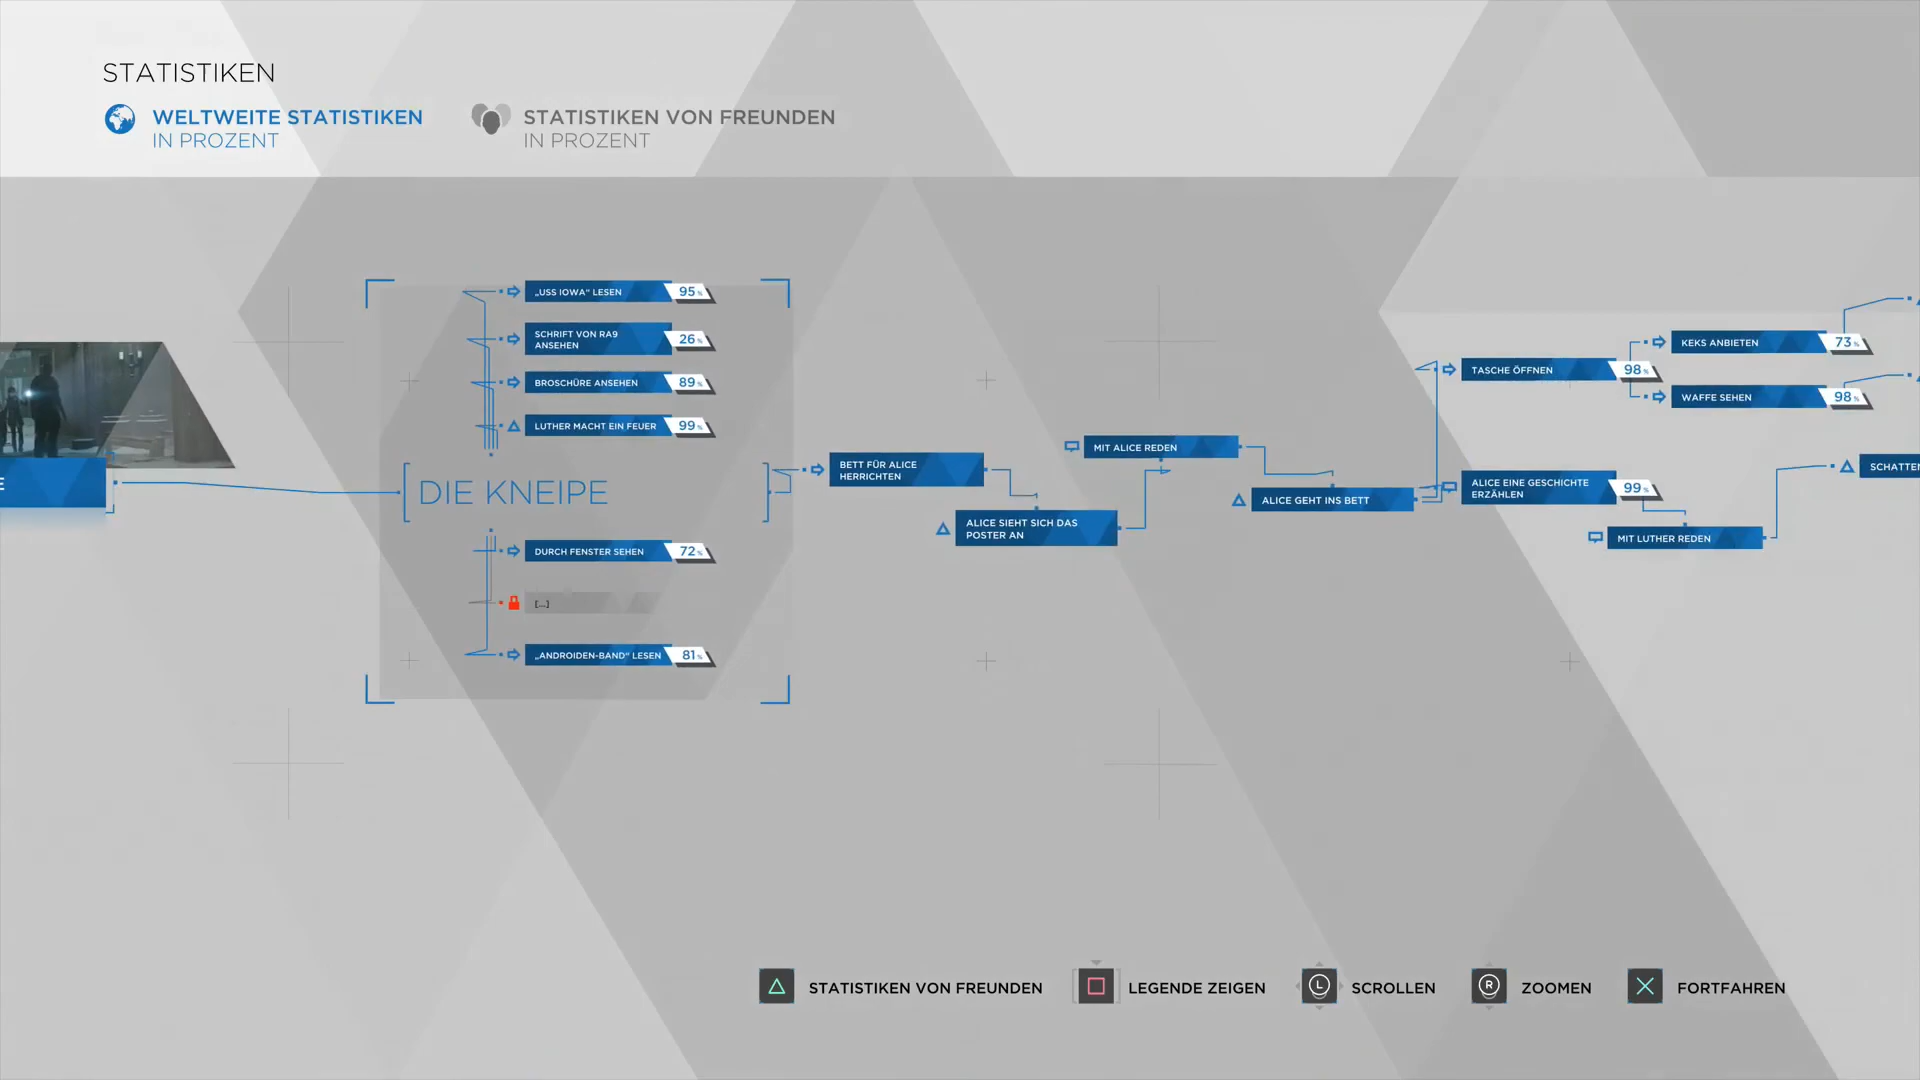 STATISTIKEN
WELTWEITE STATISTIKEN
IN PROZENT
STATISTIKEN VON FREUNDEN
IN PROZENT
„USS IOWA“ LESEN 95%
SCHRIFT VON RA9
ANSEHEN 26%
BROSCHÜRE ANSEHEN 89%
LUTHER MACHT EIN FEUER 99%
E
DIE KNEIPE
DURCH FENSTER SEHEN 72%
[...]
„ANDROIDEN-BAND“ LESEN 81%
BETT FÜR ALICE
HERRICHTEN
ALICE SIEHT SICH DAS
POSTER AN
MIT ALICE REDEN
ALICE GEHT INS BETT
TASCHE ÖFFNEN 98%
KEKS ANBIETEN 73%
WAFFE SEHEN 98%
ALICE EINE GESCHICHTE
ERZÄHLEN 99%
MIT LUTHER REDEN
SCHATTEN
STATISTIKEN VON FREUNDEN
LEGENDE ZEIGEN
L
SCROLLEN
R
ZOOMEN
FORTFAHREN